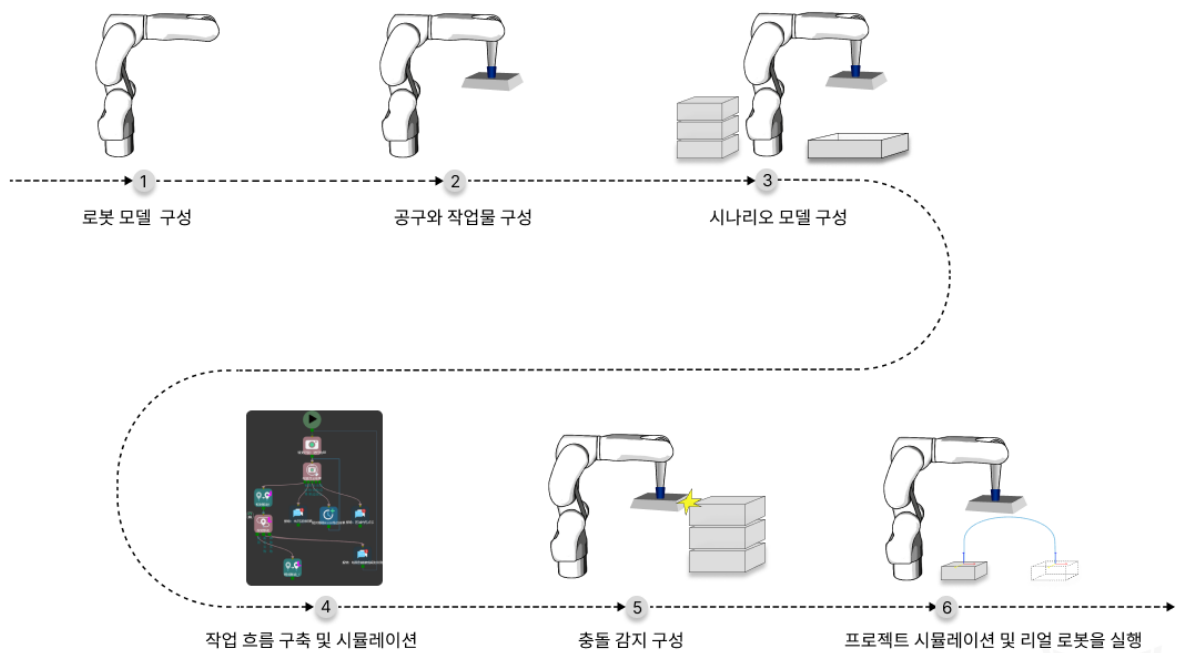 1
2
3
로봇 모델 구성
공구와 작업물 구성
시나리오 모델 구성
4
5
6
작업 흐름 구축 및 시뮬레이션
충돌 감지 구성
프로젝트 시뮬레이션 및 리얼 로봇을 실행